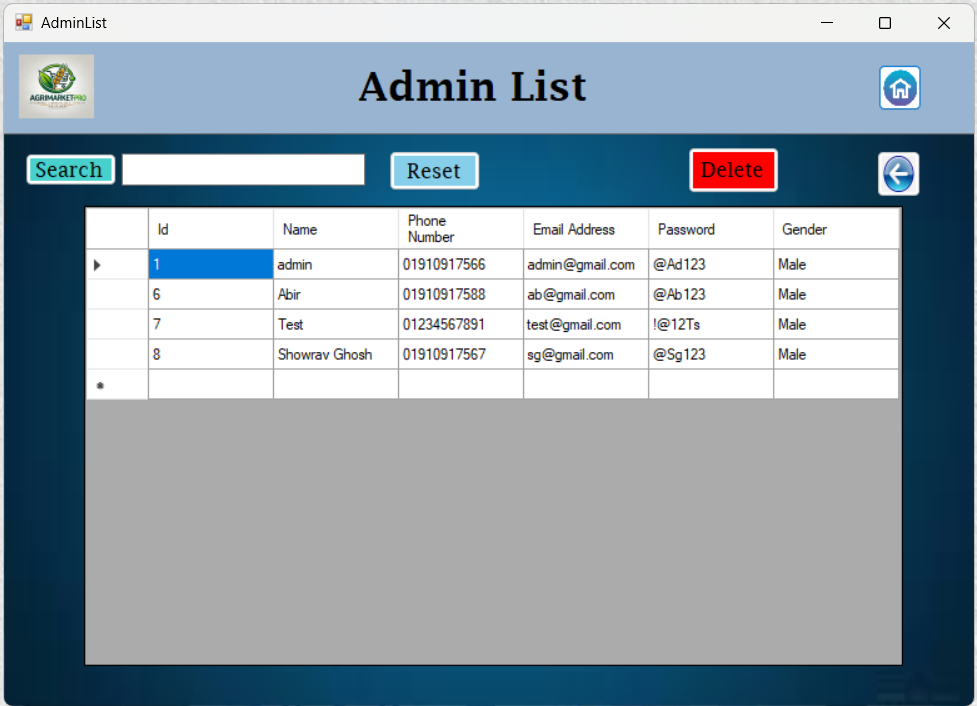 AdminList
AGRIMARKETPRO
Admin List
Search
Reset
Delete
Id Name Phone Number Email Address Password Gender
1 admin 01910917566 admin@gmail.com @Ad123 Male
6 Abir 01910917588 ab@gmail.com @Ab123 Male
7 Test 01234567891 test@gmail.com !@12Ts Male
8 Showrav Ghosh 01910917567 sg@gmail.com @Sg123 Male